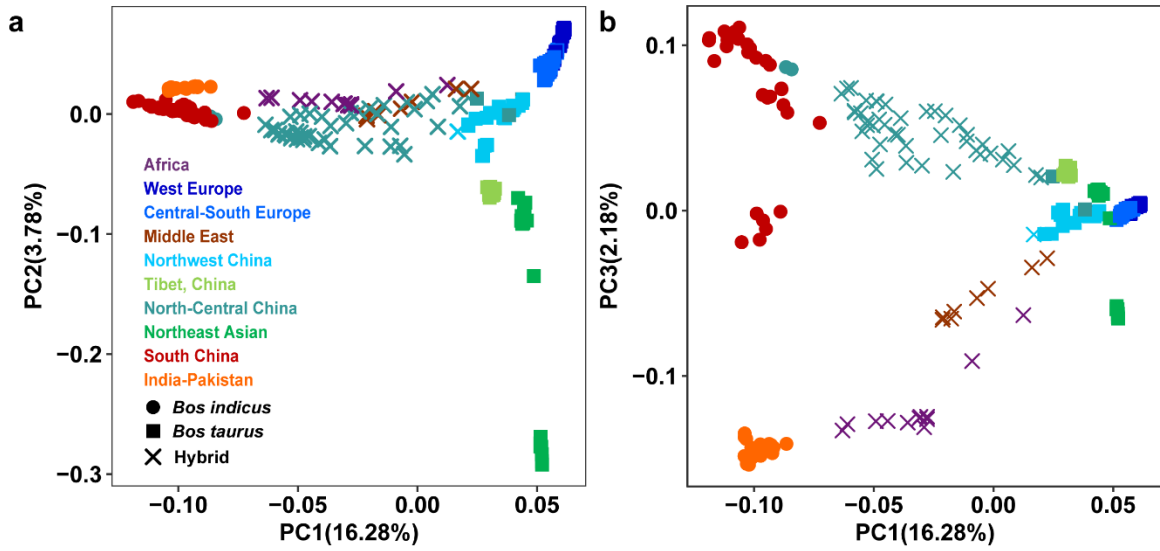 a
PC2(3.78%)
0.0
−0.1
−0.2
−0.3
Africa
West Europe
Central-South Europe
Middle East
Northwest China
Tibet, China
North-Central China
Northeast Asian
South China
India-Pakistan
Bos indicus
Bos taurus
Hybrid
−0.10
−0.05
0.00
0.05
PC1(16.28%)
b
PC3(2.18%)
0.1
0.0
−0.1
−0.10
−0.05
0.00
0.05
PC1(16.28%)